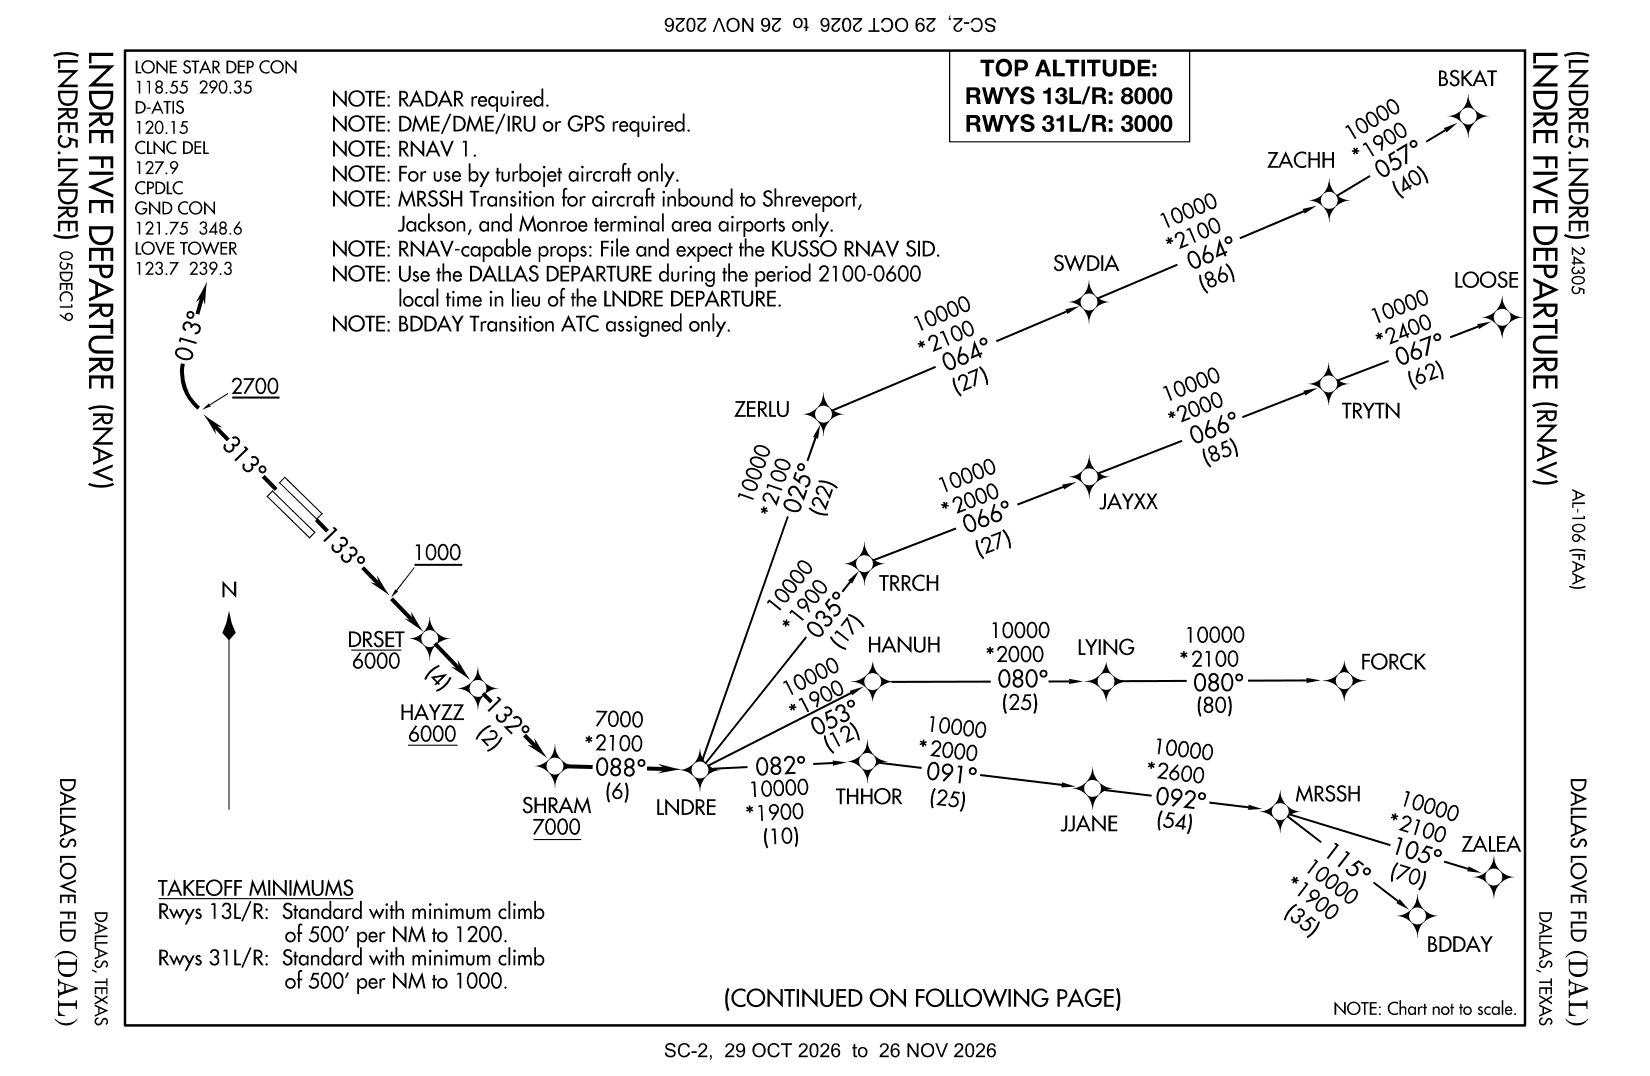 SC-2, 29 OCT 2026 to 26 NOV 2026
(LNDRE5.LNDRE) 05DEC19
LNDRE FIVE DEPARTURE (RNAV)
DALLAS LOVE FLD (DAL)
DALLAS, TEXAS
LONE STAR DEP CON
118.55 290.35
D-ATIS
120.15
CLNC DEL
127.9
CPDLC
GND CON
121.75 348.6
LOVE TOWER
123.7 239.3
NOTE: RADAR required.
NOTE: DME/DME/IRU or GPS required.
NOTE: RNAV 1.
NOTE: For use by turbojet aircraft only.
NOTE: MRSSH Transition for aircraft inbound to Shreveport,
Jackson, and Monroe terminal area airports only.
NOTE: RNAV-capable props: File and expect the KUSSO RNAV SID.
NOTE: Use the DALLAS DEPARTURE during the period 2100-0600
local time in lieu of the LNDRE DEPARTURE.
NOTE: BDDAY Transition ATC assigned only.
TOP ALTITUDE:
RWYS 13L/R: 8000
RWYS 31L/R: 3000
013°
2700
313°
133°
1000
N
DRSET
6000
(4)
HAYZZ
6000
132°
(2)
SHRAM
7000
7000
*2100
088°
(6)
LNDRE
10000
*2100
025°
(22)
ZERLU
10000
*2100
064°
(27)
SWDIA
10000
*2100
064°
(86)
ZACHH
10000
*1900
057°
(40)
BSKAT
10000
*1900
035°
(17)
TRRCH
10000
*2000
066°
(27)
JAYXX
10000
*2000
066°
(85)
TRYTN
10000
*2400
067°
(62)
LOOSE
10000
*1900
053°
(12)
HANUH
10000
*2000
080°
(25)
LYING
10000
*2100
080°
(80)
FORCK
082°
10000
*1900
(10)
THHOR
10000
*2000
091°
(25)
JJANE
10000
*2600
092°
(54)
MRSSH
10000
*2100
105°
(70)
ZALEA
115°
10000
*1900
(35)
BDDAY
TAKEOFF MINIMUMS
Rwys 13L/R: Standard with minimum climb
of 500' per NM to 1200.
Rwys 31L/R: Standard with minimum climb
of 500' per NM to 1000.
(CONTINUED ON FOLLOWING PAGE)
NOTE: Chart not to scale.
(LNDRE5.LNDRE) 24305
LNDRE FIVE DEPARTURE (RNAV)
AL-106 (FAA)
DALLAS LOVE FLD (DAL)
DALLAS, TEXAS
SC-2, 29 OCT 2026 to 26 NOV 2026